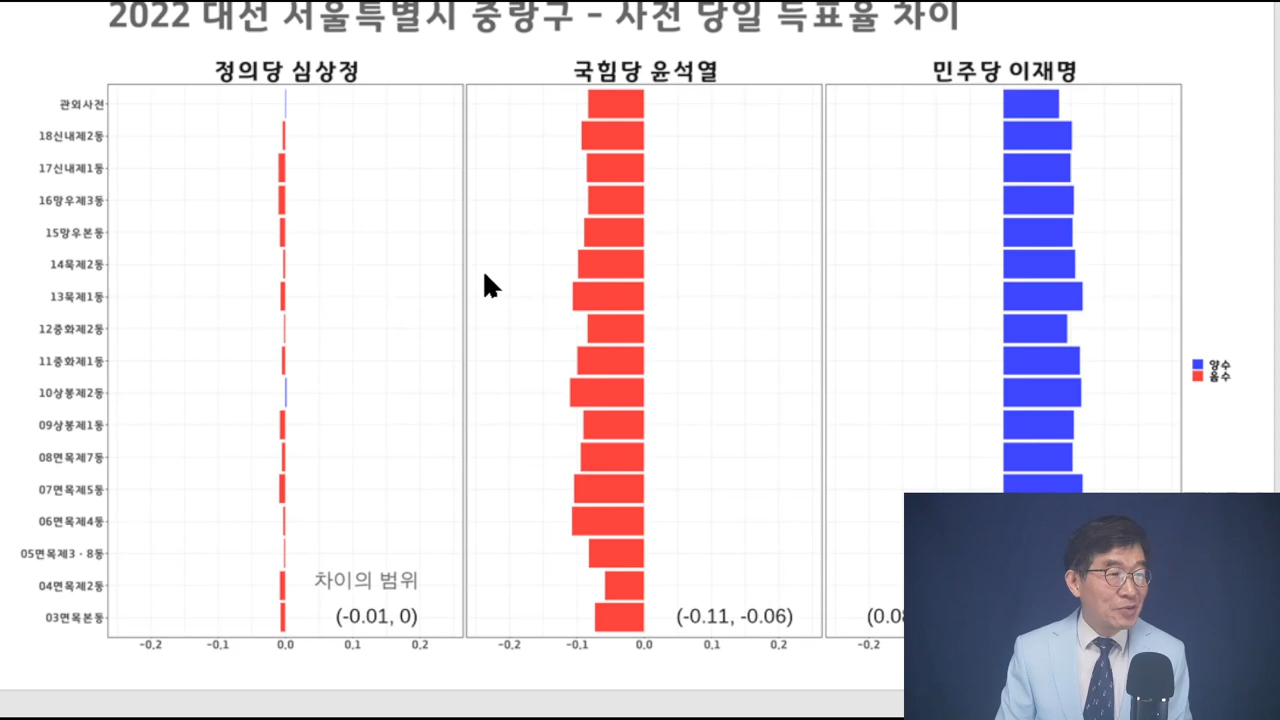 2022 대선 서울특별시 중랑구 - 사전 당일 득표율 차이
정의당 심상정 국힘당 윤석열 민주당 이재명
관외사전
18신내제2동
17신내제1동
16망우제3동
15망우본동
14묵제2동
13묵제1동
12중화제2동
11중화제1동
10상봉제2동
09상봉제1동
08면목제7동
07면목제5동
06면목제4동
05면목제3·8동
04면목제2동
03면목본동
양수
음수
차이의 범위
(-0.01, 0) (-0.11, -0.06) (0.08
-0.2 -0.1 0.0 0.1 0.2 -0.2 -0.1 0.0 0.1 0.2 -0.2